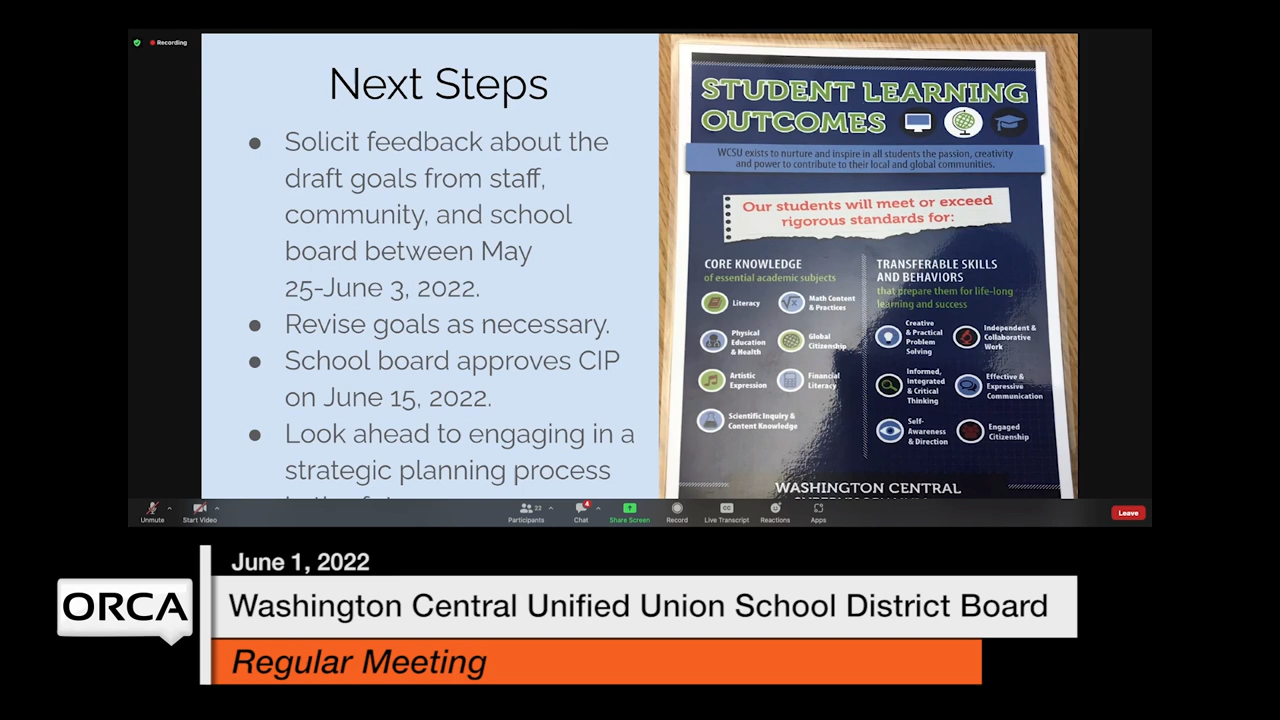 Recording
Next Steps
● Solicit feedback about the
draft goals from staff,
community, and school
board between May
25-June 3, 2022.
● Revise goals as necessary.
● School board approves CIP
on June 15, 2022.
● Look ahead to engaging in a
strategic planning process
STUDENT LEARNING
OUTCOMES
WCSU exists to nurture and inspire in all students the passion, creativity
and power to contribute to their local and global communities.
Our students will meet or exceed
rigorous standards for:
CORE KNOWLEDGE
of essential academic subjects
Literacy
Math Content
& Practices
Physical
Education
& Health
Global
Citizenship
Artistic
Expression
Financial
Literacy
Scientific Inquiry &
Content Knowledge
TRANSFERABLE SKILLS
AND BEHAVIORS
that prepare them for life-long
learning and success
Creative
& Practical
Problem
Solving
Independent &
Collaborative
Work
Informed,
Integrated
& Critical
Thinking
Effective &
Expressive
Communication
Self-
Awareness
& Direction
Engaged
Citizenship
WASHINGTON CENTRAL
Unmute
Start Video
22
Participants
4
Chat
Share Screen
Record
CC
Live Transcript
Reactions
Apps
Leave
June 1, 2022
ORCA
Washington Central Unified Union School District Board
Regular Meeting